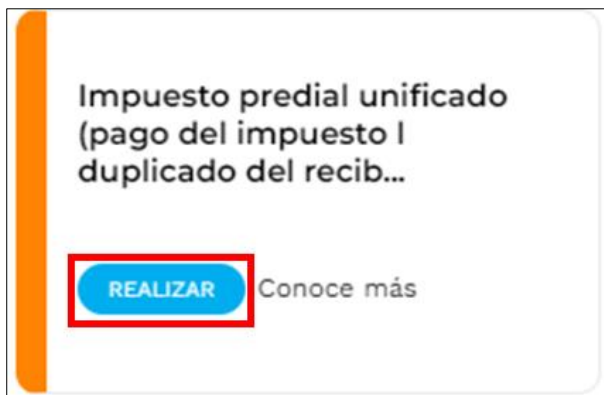 Impuesto predial unificado
(pago del impuesto l
duplicado del recib...
REALIZAR Conoce más